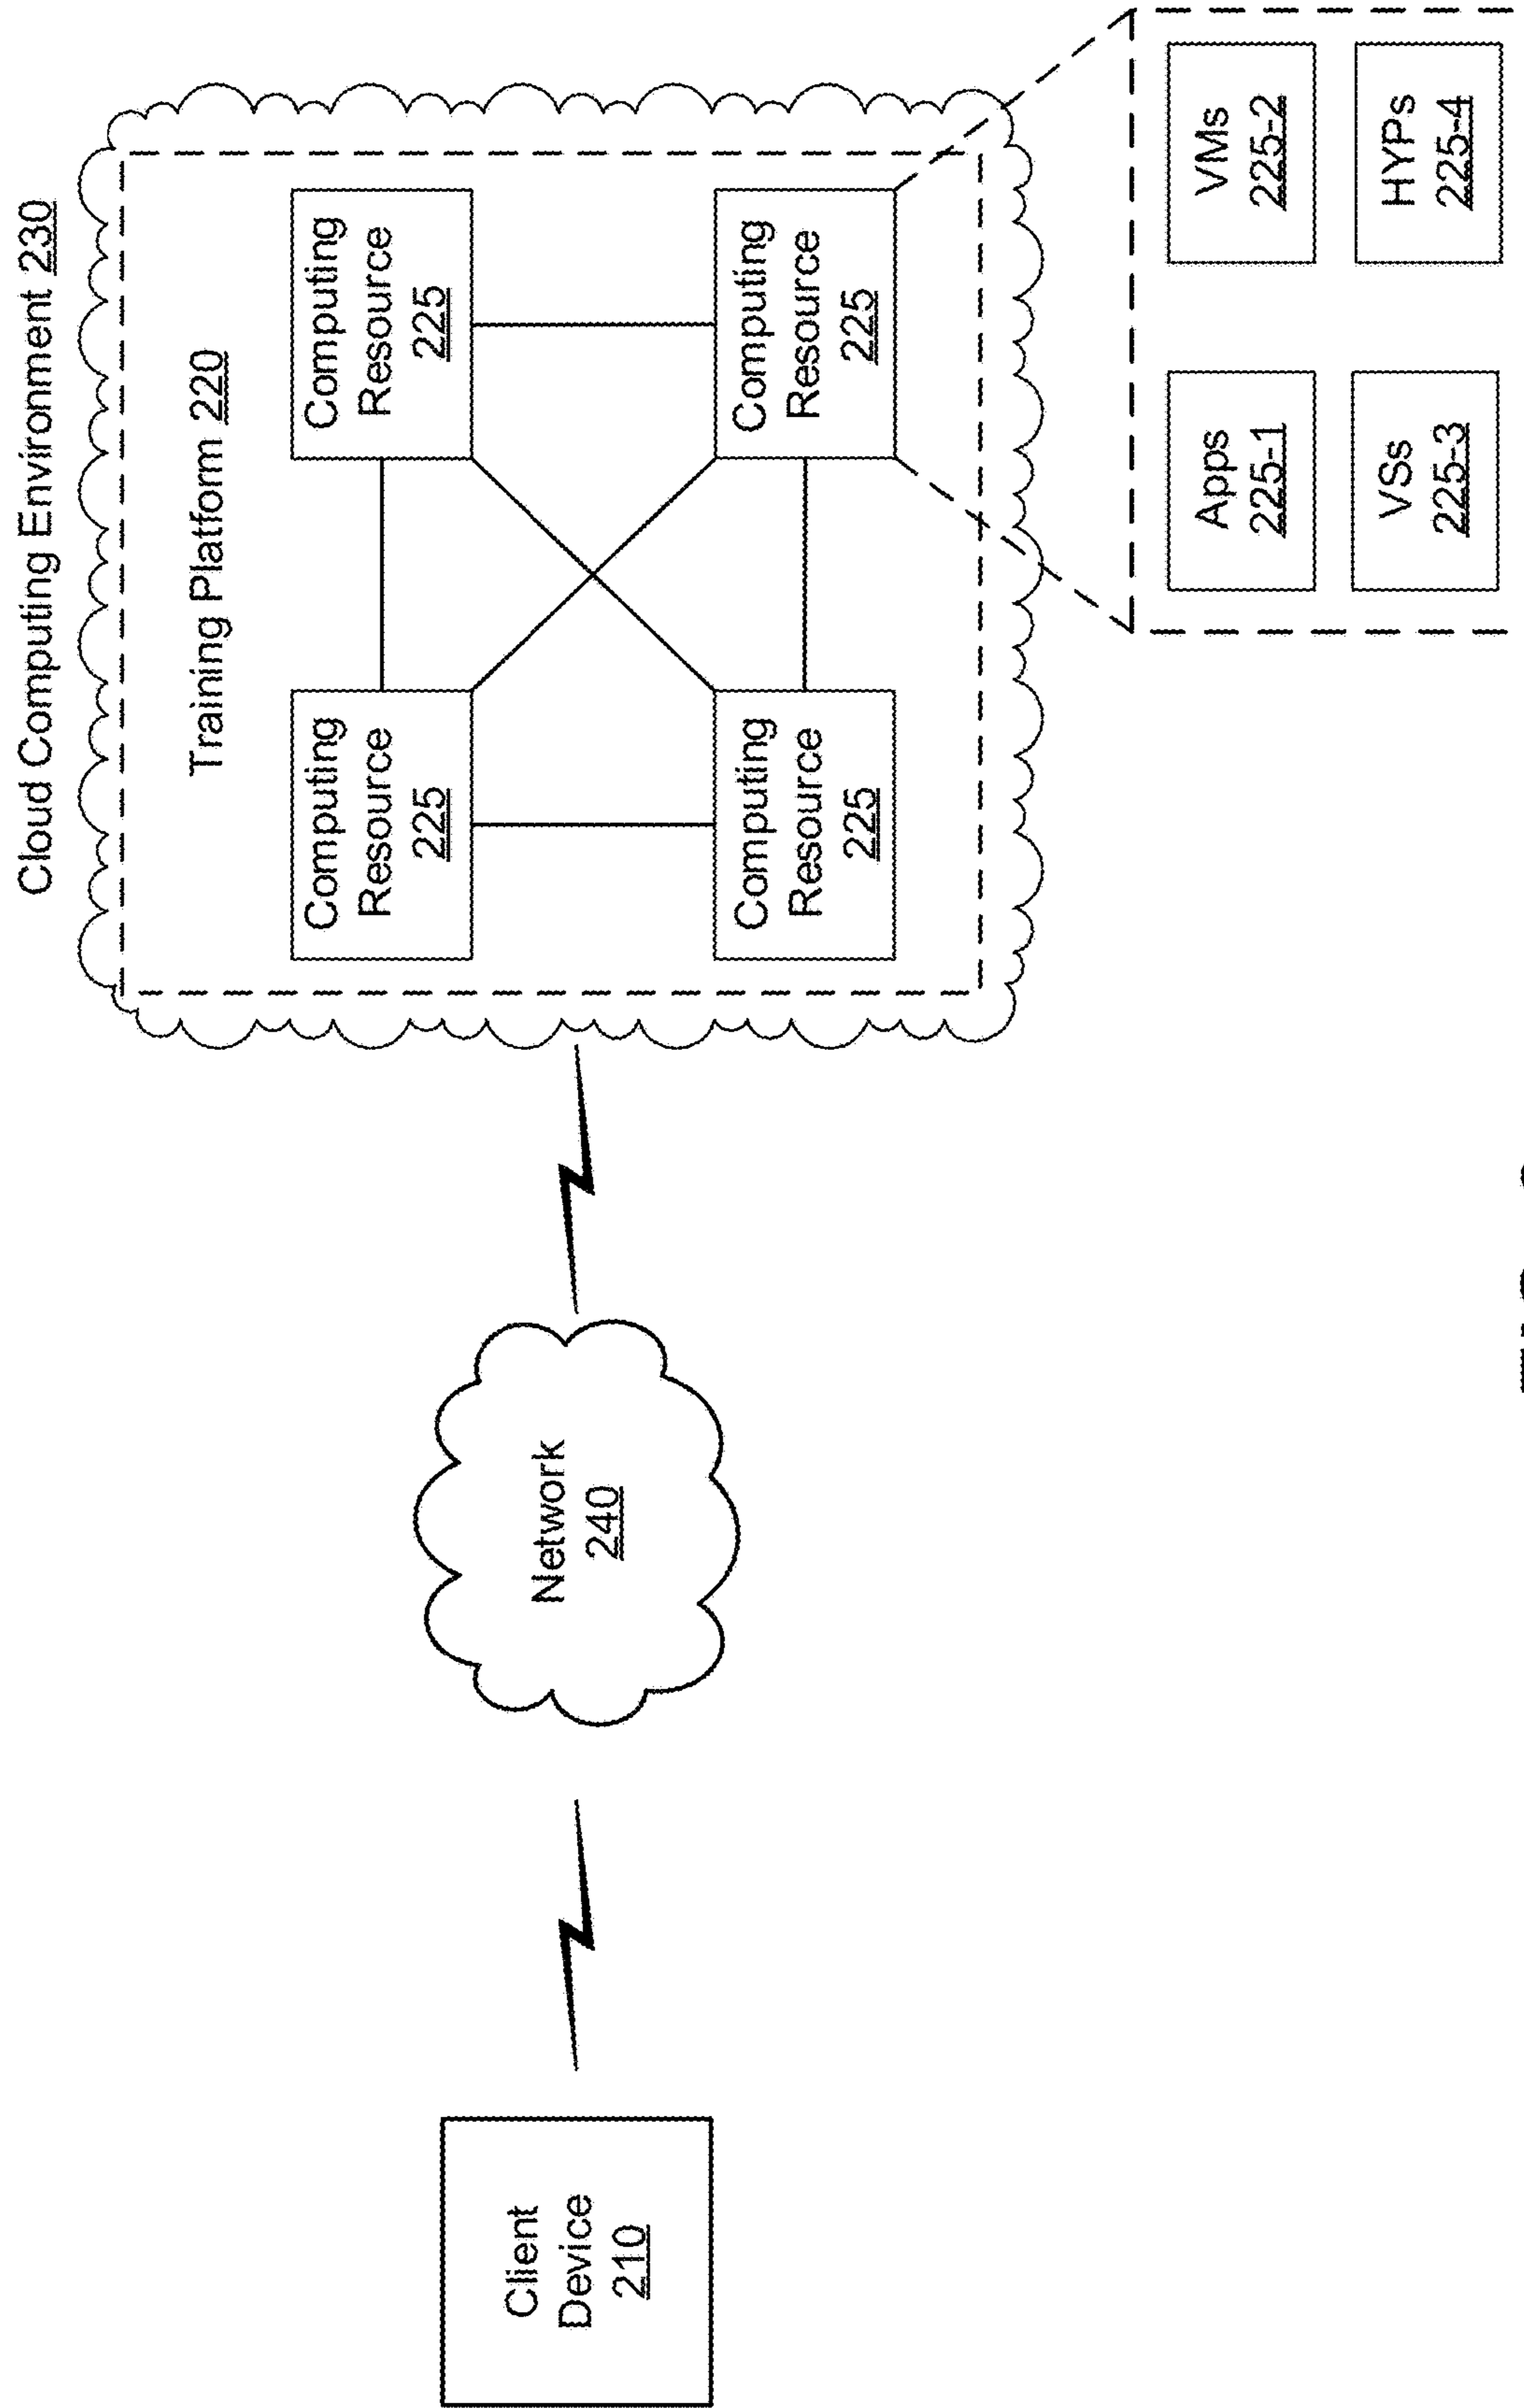 Cloud Computing Environment 230
Training Platform 220
Computing
Resource
225
Computing
Resource
225
Computing
Resource
225
Computing
Resource
225
Client
Device
210
Network
240
Apps
225-1
VMs
225-2
VSs
225-3
HYPs
225-4